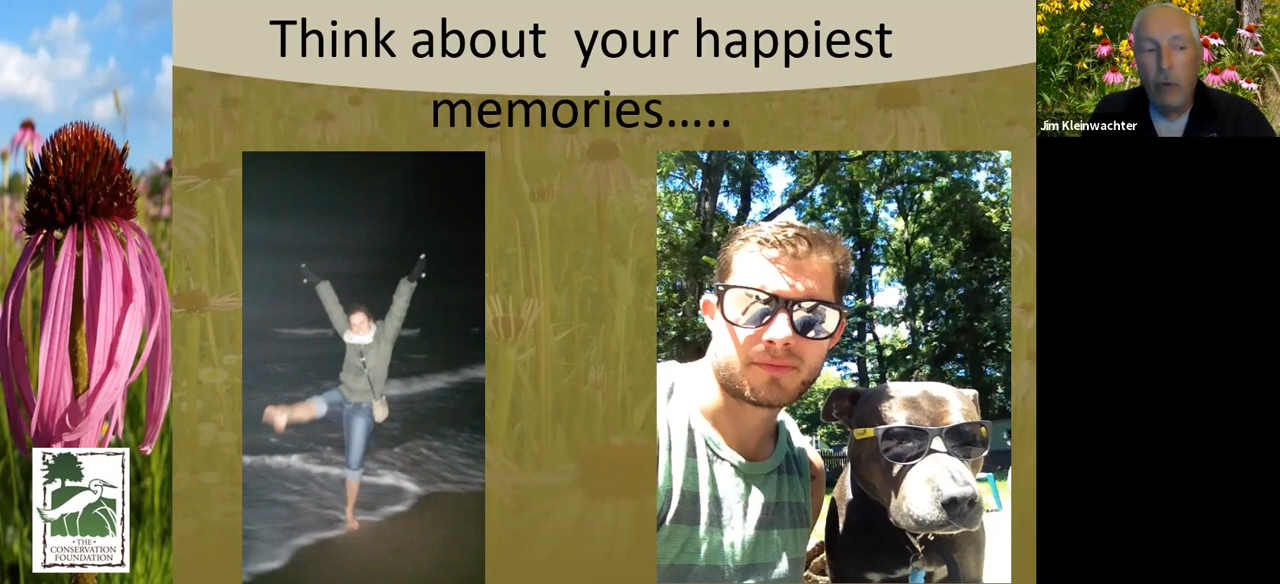 Think about  your happiest
memories…..
Jim Kleinwachter
• THE •
CONSERVATION
FOUNDATION